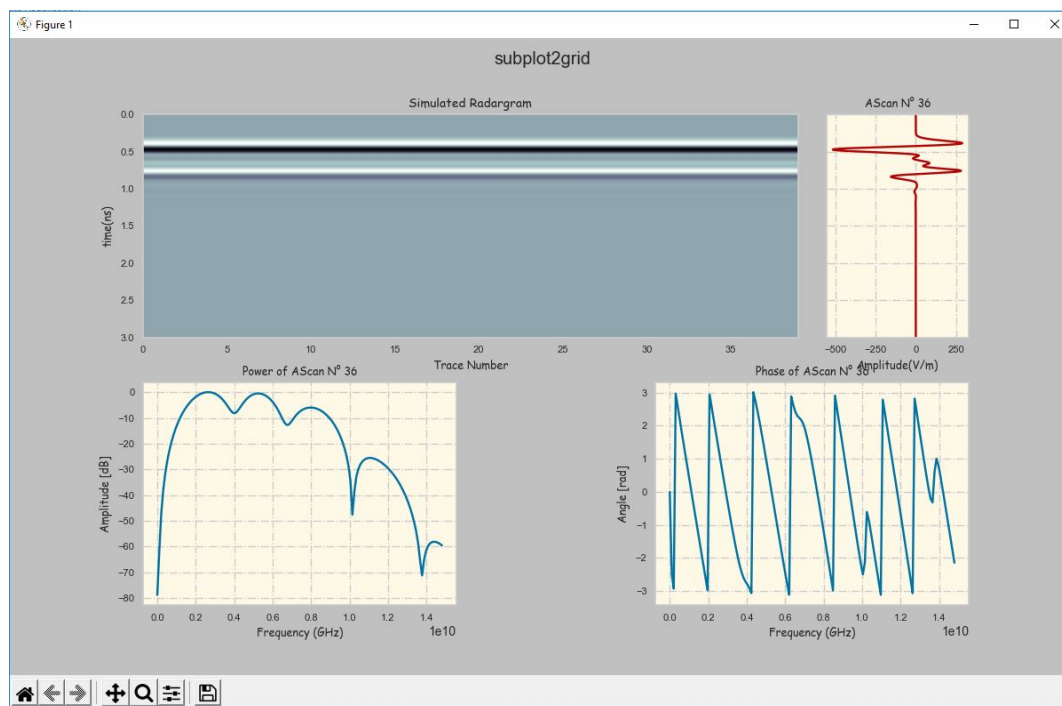 Figure 1
subplot2grid
Simulated Radargram
AScan N° 36
time(ns)
0.0
0.5
1.0
1.5
2.0
2.5
3.0
0 5 10 15 20 25 30 35
Trace Number
−500 −250 0 250
Amplitude(V/m)
Power of AScan N° 36
Amplitude [dB]
0
−10
−20
−30
−40
−50
−60
−70
−80
0.0 0.2 0.4 0.6 0.8 1.0 1.2 1.4
1e10
Frequency (GHz)
Phase of AScan N° 36
Angle [rad]
3
2
1
0
−1
−2
−3
0.0 0.2 0.4 0.6 0.8 1.0 1.2 1.4
1e10
Frequency (GHz)